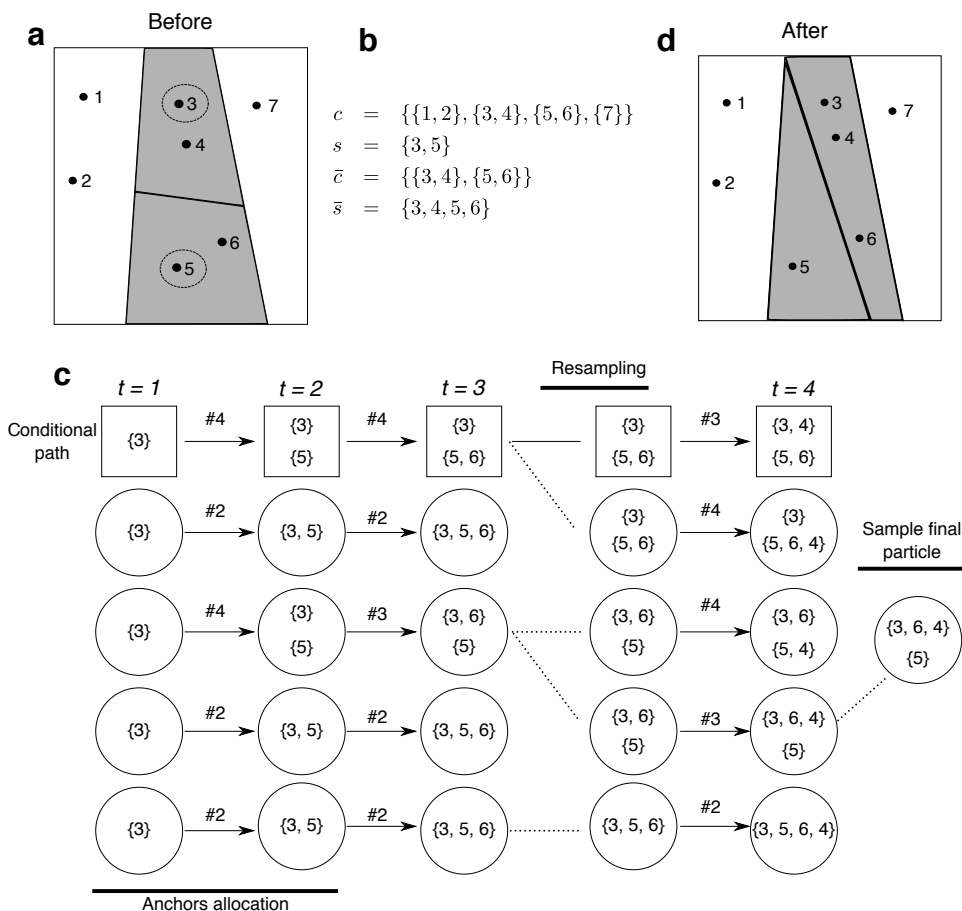 a
Before
1
2
3
4
5
6
7
b
c = {{1, 2}, {3, 4}, {5, 6}, {7}}
s = {3, 5}
c̄ = {{3, 4}, {5, 6}}
s̄ = {3, 4, 5, 6}
d
After
1
2
3
4
5
6
7
c
Resampling
t = 1 t = 2 t = 3 t = 4
Conditional
path
{3} #4 {3} {5} #4 {3} {5, 6} {3} {5, 6} #3 {3, 4} {5, 6}
{3} #2 {3, 5} #2 {3, 5, 6} {3} {5, 6} #4 {3} {5, 6, 4}
Sample final
particle
{3} #4 {3} {5} #3 {3, 6} {5} {3, 6} {5} #4 {3, 6} {5, 4}
{3, 6, 4} {5}
{3} #2 {3, 5} #2 {3, 5, 6} {3, 6} {5} #3 {3, 6, 4} {5}
{3} #2 {3, 5} #2 {3, 5, 6} {3, 5, 6} #2 {3, 5, 6, 4}
Anchors allocation